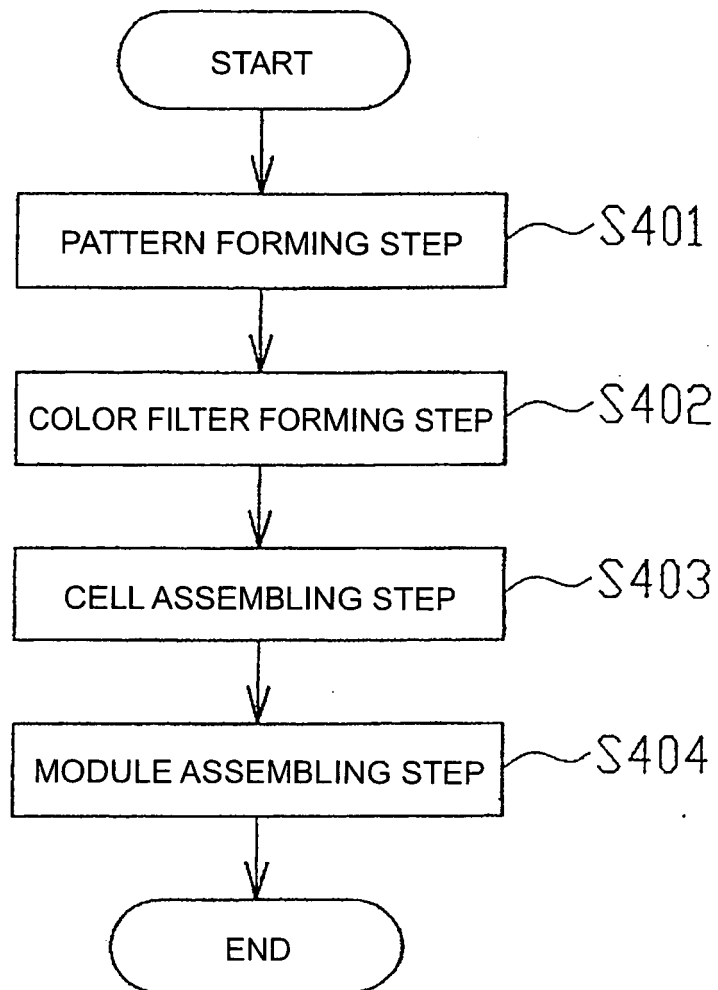 START
PATTERN FORMING STEP
S401
COLOR FILTER FORMING STEP
S402
CELL ASSEMBLING STEP
S403
MODULE ASSEMBLING STEP
S404
END